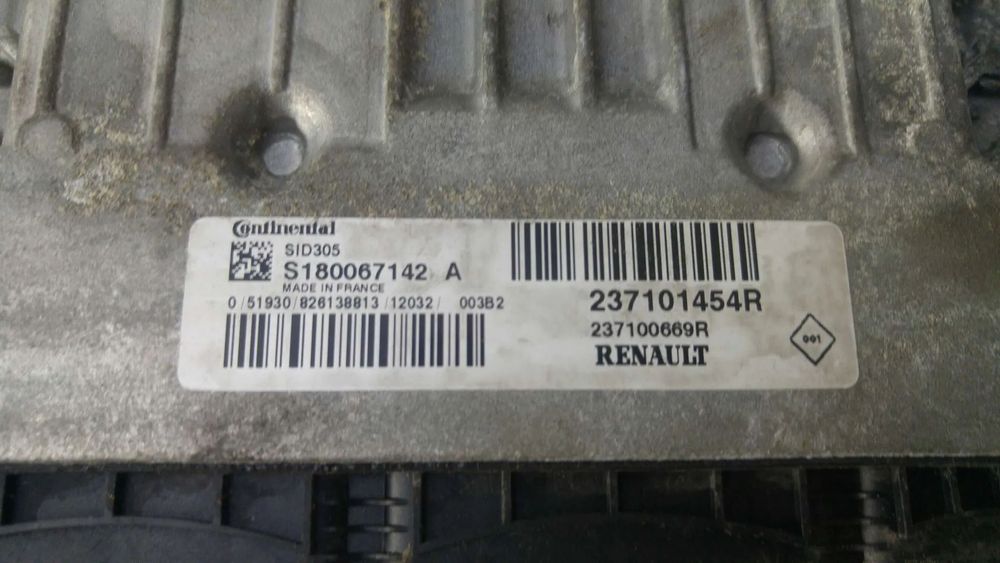 Continental
SID305
S180067142 A
MADE IN FRANCE
0/51930/826138813/12032/ 003B2
237101454R
237100669R
RENAULT
001